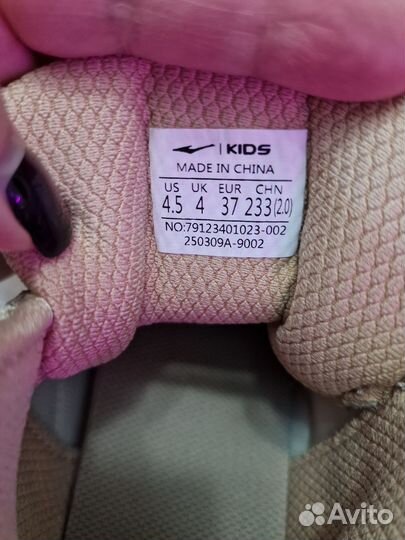 | KIDS
MADE IN CHINA
US UK EUR CHN
4.5 4 37 233(2.0)
NO:79123401023-002
250309A-9002
Avito